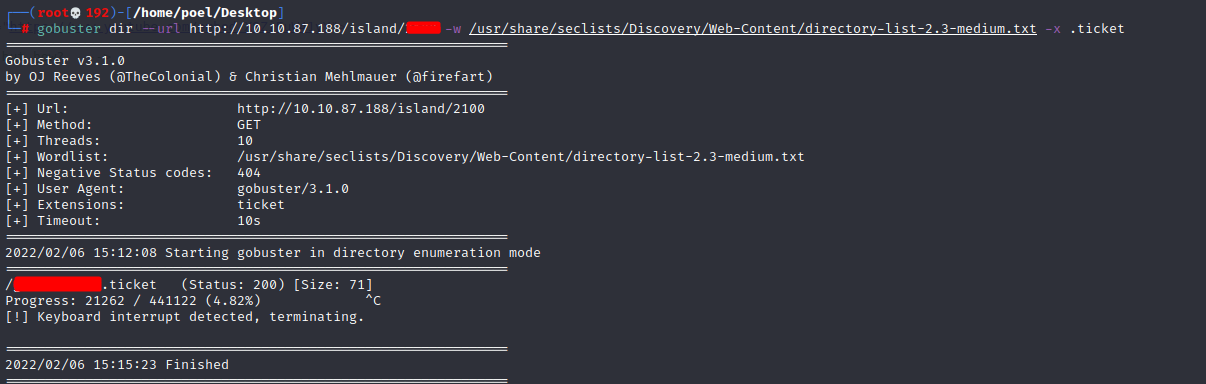 ┌──(root💀192)-[/home/poel/Desktop]
└─# gobuster dir --url http://10.10.87.188/island/ -w /usr/share/seclists/Discovery/Web-Content/directory-list-2.3-medium.txt -x .ticket
===============================================================
Gobuster v3.1.0
by OJ Reeves (@TheColonial) & Christian Mehlmauer (@firefart)
===============================================================
[+] Url: http://10.10.87.188/island/2100
[+] Method: GET
[+] Threads: 10
[+] Wordlist: /usr/share/seclists/Discovery/Web-Content/directory-list-2.3-medium.txt
[+] Negative Status codes: 404
[+] User Agent: gobuster/3.1.0
[+] Extensions: ticket
[+] Timeout: 10s
===============================================================
2022/02/06 15:12:08 Starting gobuster in directory enumeration mode
===============================================================
/.ticket (Status: 200) [Size: 71]
Progress: 21262 / 441122 (4.82%) ^C
[!] Keyboard interrupt detected, terminating.
===============================================================
2022/02/06 15:15:23 Finished
===============================================================